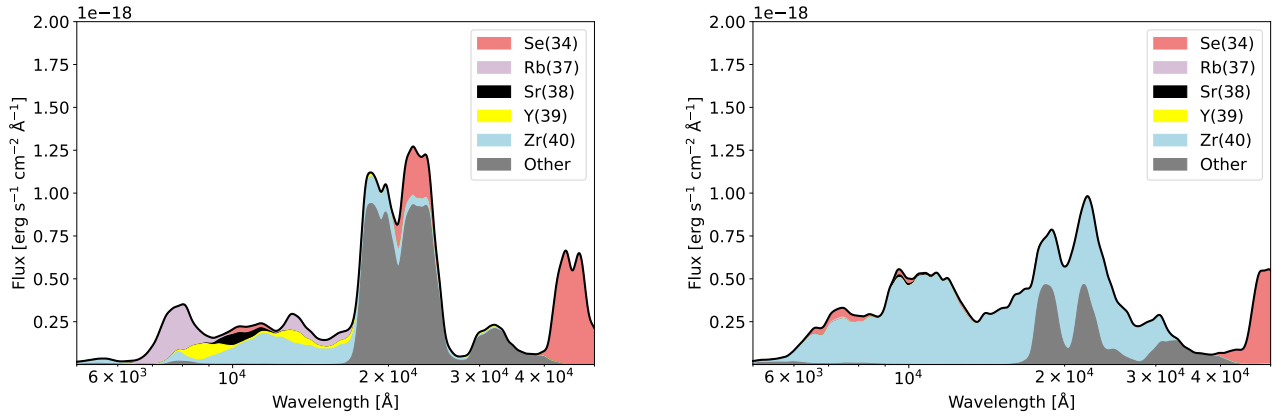 1e−18
2.00
1.75
1.50
1.25
1.00
0.75
0.50
0.25
Flux [erg s⁻¹ cm⁻² Å⁻¹]
6 × 10³
10⁴
2 × 10⁴
3 × 10⁴
4 × 10⁴
Wavelength [Å]
Se(34)
Rb(37)
Sr(38)
Y(39)
Zr(40)
Other
1e−18
2.00
1.75
1.50
1.25
1.00
0.75
0.50
0.25
Flux [erg s⁻¹ cm⁻² Å⁻¹]
6 × 10³
10⁴
2 × 10⁴
3 × 10⁴
4 × 10⁴
Wavelength [Å]
Se(34)
Rb(37)
Sr(38)
Y(39)
Zr(40)
Other